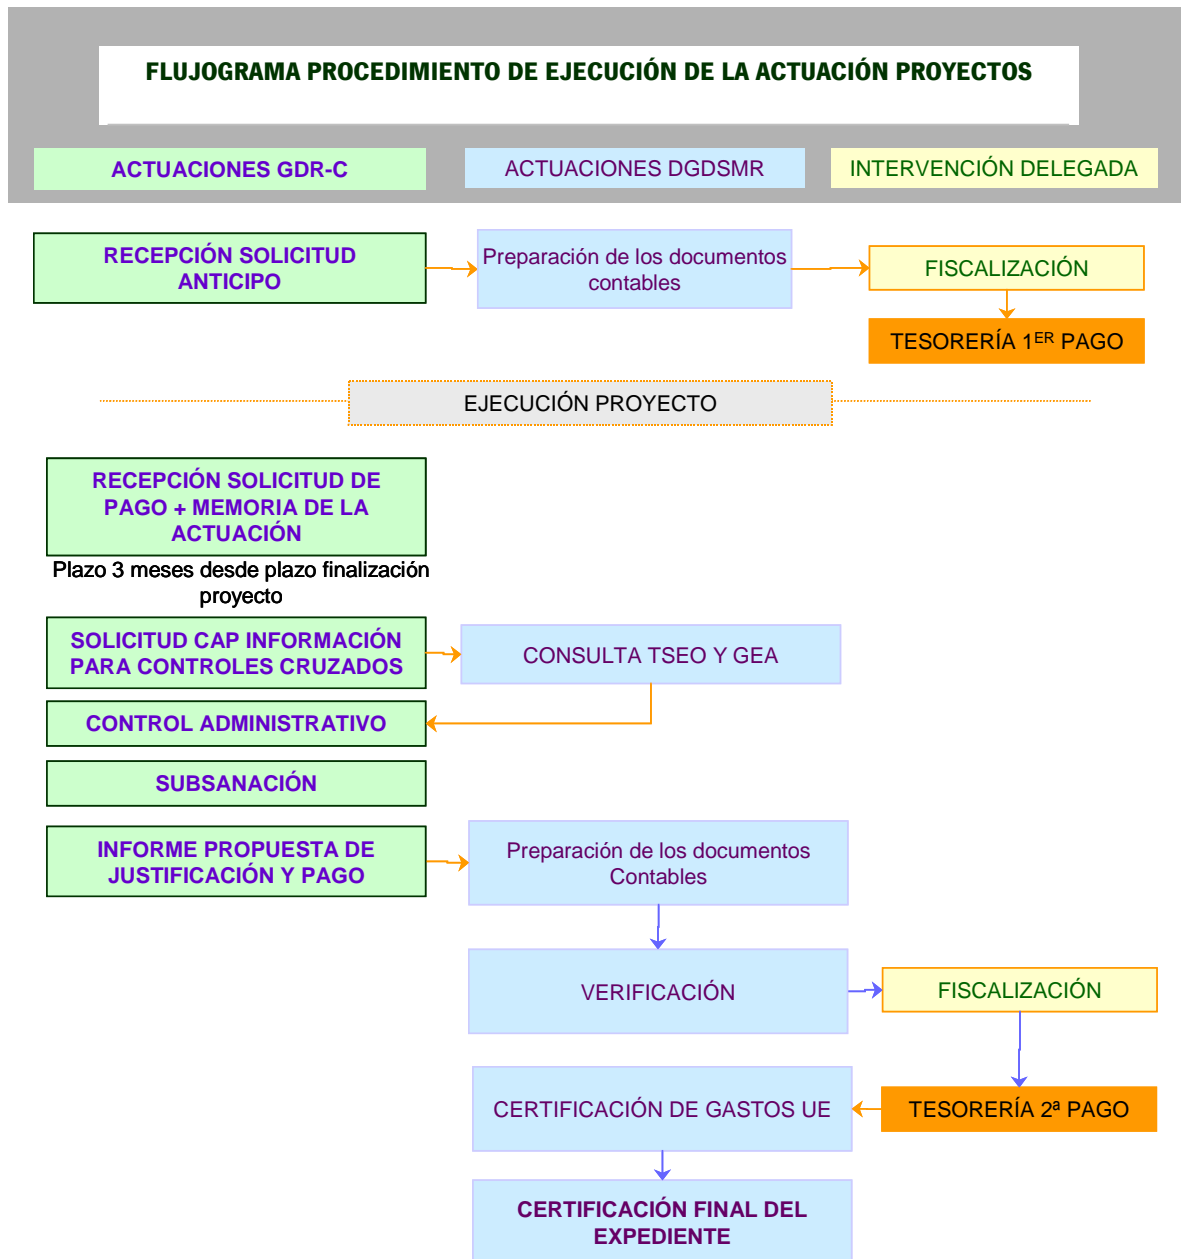 FLUJOGRAMA PROCEDIMIENTO DE EJECUCIÓN DE LA ACTUACIÓN PROYECTOS
ACTUACIONES GDR-C
ACTUACIONES DGDSMR
INTERVENCIÓN DELEGADA
RECEPCIÓN SOLICITUD
ANTICIPO
Preparación de los documentos
contables
FISCALIZACIÓN
TESORERÍA 1ER PAGO
EJECUCIÓN PROYECTO
RECEPCIÓN SOLICITUD DE
PAGO + MEMORIA DE LA
ACTUACIÓN
Plazo 3 meses desde plazo finalización
proyecto
SOLICITUD CAP INFORMACIÓN
PARA CONTROLES CRUZADOS
CONSULTA TSEO Y GEA
CONTROL ADMINISTRATIVO
SUBSANACIÓN
INFORME PROPUESTA DE
JUSTIFICACIÓN Y PAGO
Preparación de los documentos
Contables
VERIFICACIÓN
FISCALIZACIÓN
CERTIFICACIÓN DE GASTOS UE
TESORERÍA 2ª PAGO
CERTIFICACIÓN FINAL DEL
EXPEDIENTE